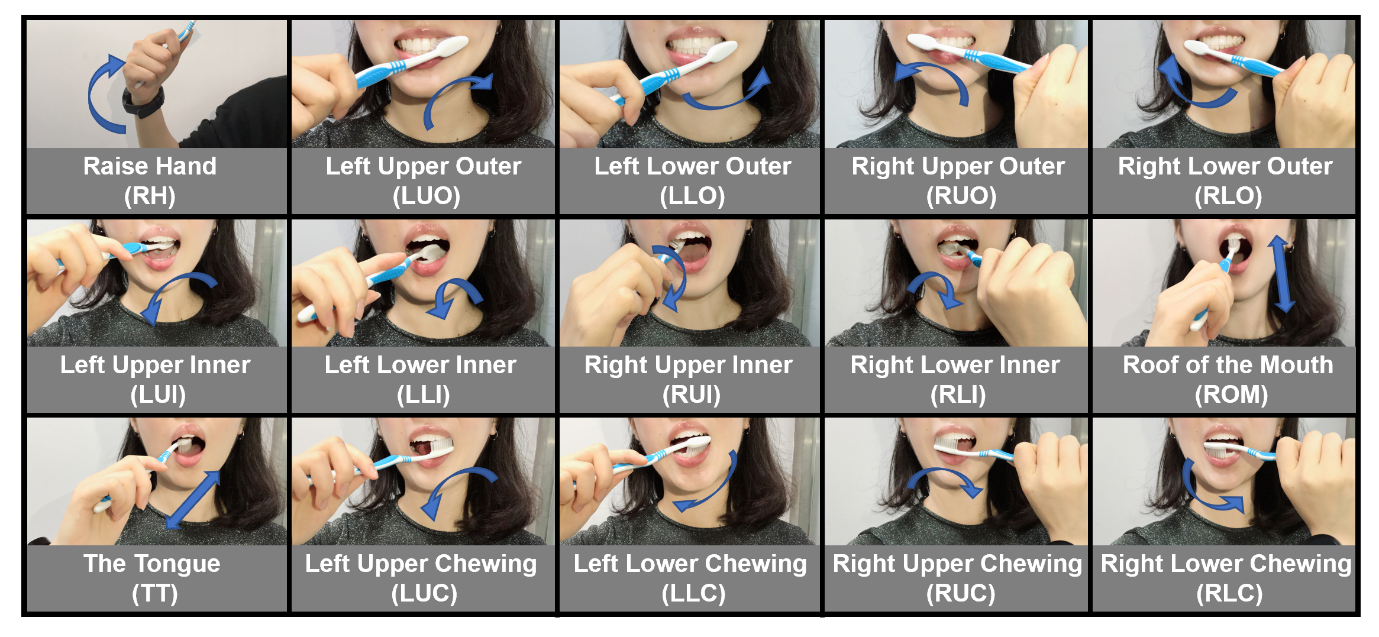 Raise Hand
(RH)
Left Upper Outer
(LUO)
Left Lower Outer
(LLO)
Right Upper Outer
(RUO)
Right Lower Outer
(RLO)
Left Upper Inner
(LUI)
Left Lower Inner
(LLI)
Right Upper Inner
(RUI)
Right Lower Inner
(RLI)
Roof of the Mouth
(ROM)
The Tongue
(TT)
Left Upper Chewing
(LUC)
Left Lower Chewing
(LLC)
Right Upper Chewing
(RUC)
Right Lower Chewing
(RLC)